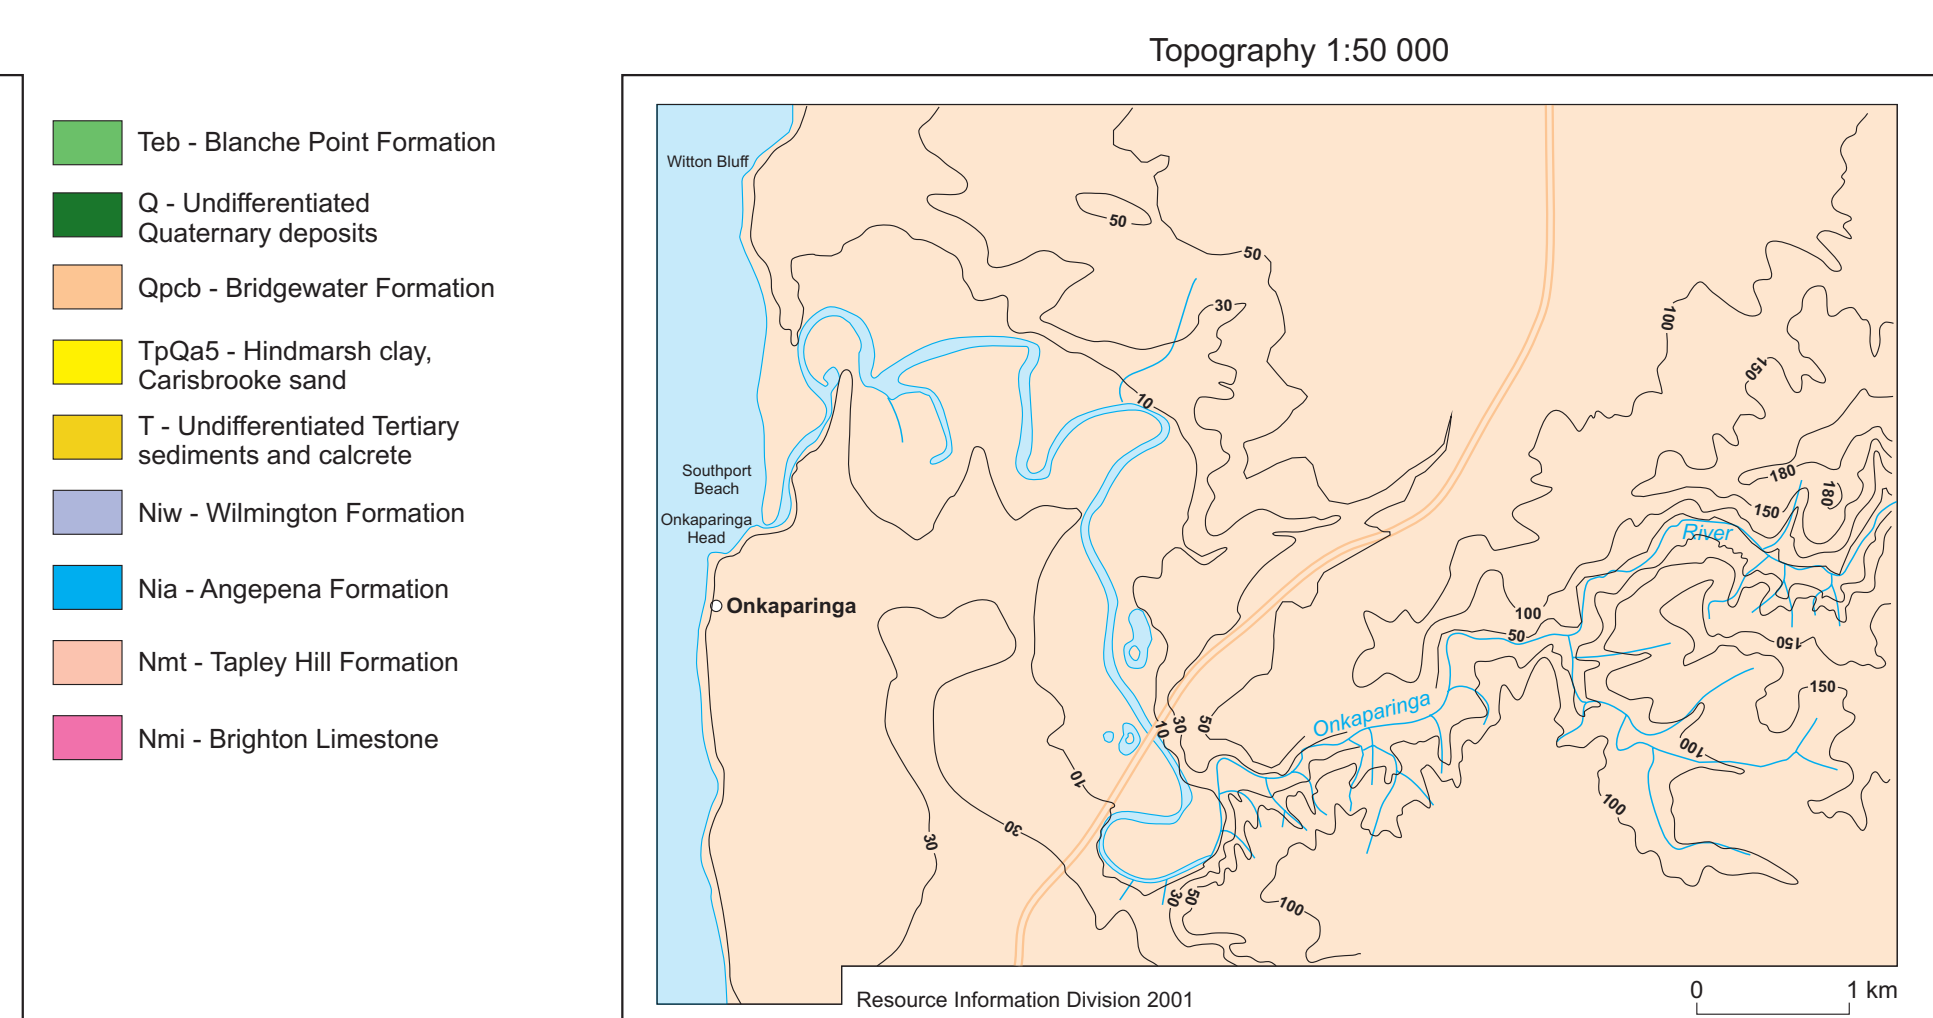 Topography 1:50 000
Teb - Blanche Point Formation
Q - Undifferentiated
Quaternary deposits
Qpcb - Bridgewater Formation
TpQa5 - Hindmarsh clay,
Carisbrooke sand
T - Undifferentiated Tertiary
sediments and calcrete
Niw - Wilmington Formation
Nia - Angepena Formation
Nmt - Tapley Hill Formation
Nmi - Brighton Limestone
Witton Bluff
50
50
30
100
150
10
Southport
Beach
180
180
150
Onkaparinga
Head
River
Onkaparinga
100
50
150
150
Onkaparinga
10
30
50
100
10
100
30
30
30
50
100
Resource Information Division 2001
0
1 km